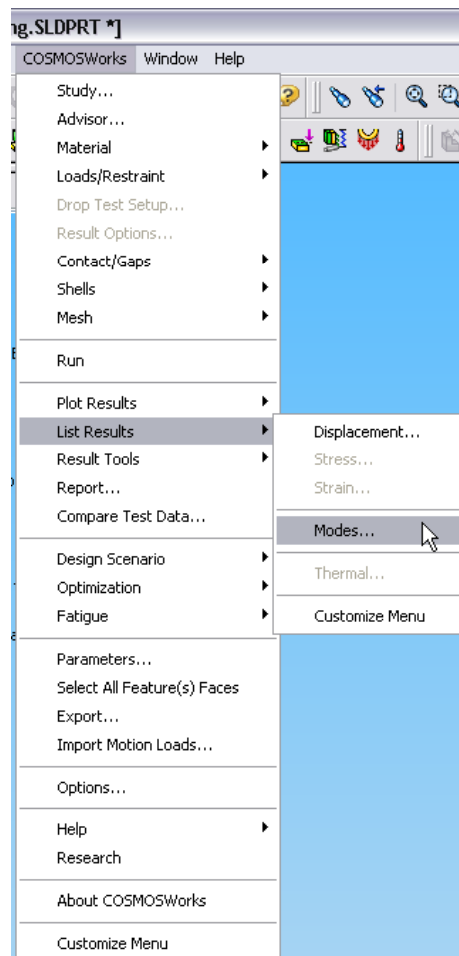 ng.SLDPRT *]
COSMOSWorks Window Help
Study...
Advisor...
Material
Loads/Restraint
Drop Test Setup...
Result Options...
Contact/Gaps
Shells
Mesh
Run
Plot Results
List Results
Result Tools
Report...
Compare Test Data...
Design Scenario
Optimization
Fatigue
Parameters...
Select All Feature(s) Faces
Export...
Import Motion Loads...
Options...
Help
Research
About COSMOSWorks
Customize Menu
Displacement...
Stress...
Strain...
Modes...
Thermal...
Customize Menu